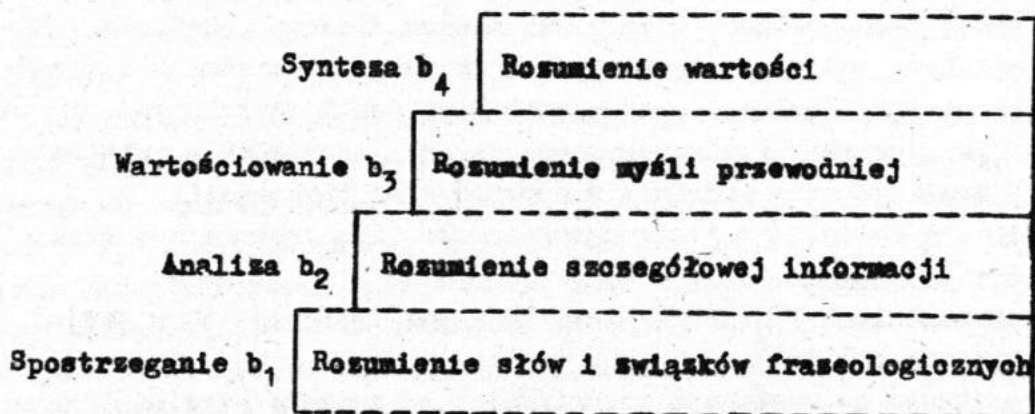 Synteza b₄ Rozumienie wartości
Wartościowanie b₃ Rozumienie myśli przewodniej
Analiza b₂ Rozumienie szczegółowej informacji
Spostrzeganie b₁ Rozumienie słów i związków frazeologicznych